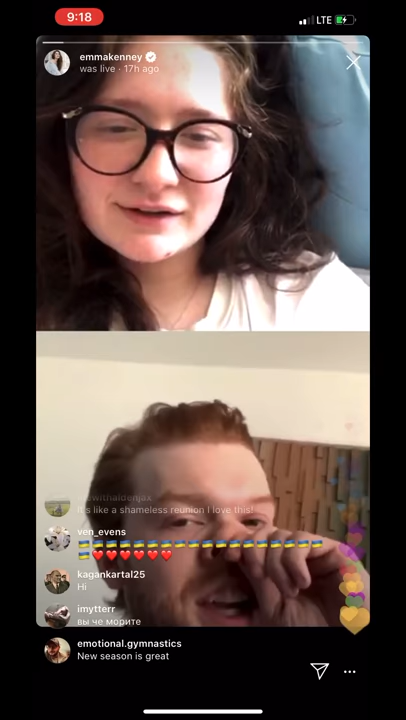 9:18
LTE
emmakenney
was live · 17h ago
It's like a shameless reunion I love this!
ven_evens
kagankartal25
Hi
imytterr
вы че морите
emotional.gymnastics
New season is great